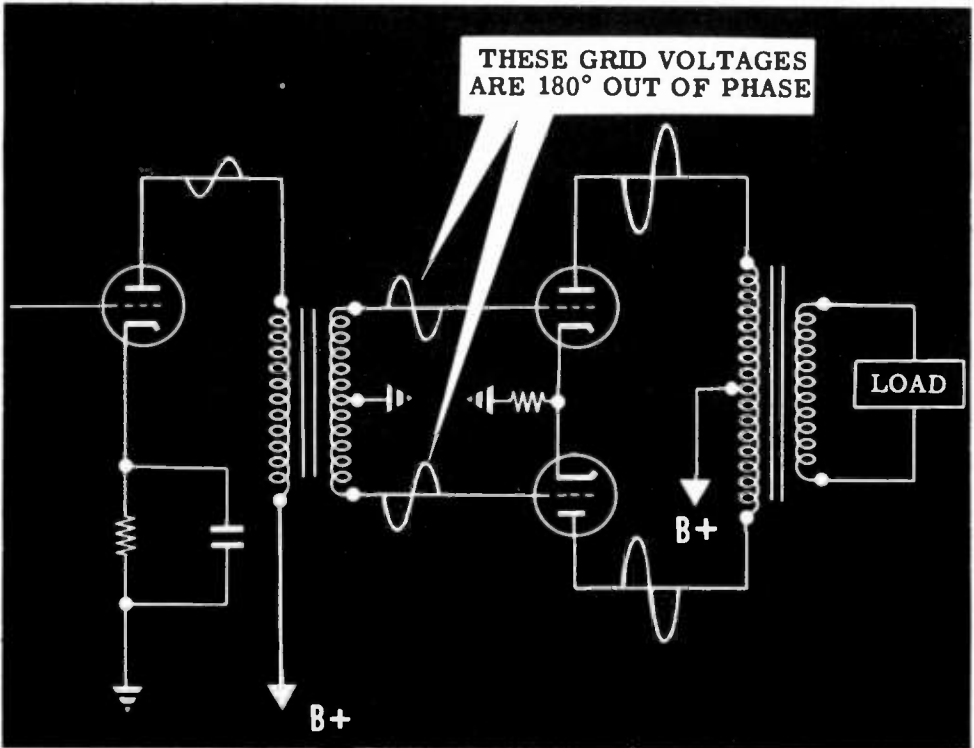 THESE GRID VOLTAGES
ARE 180° OUT OF PHASE
LOAD
B+
B+